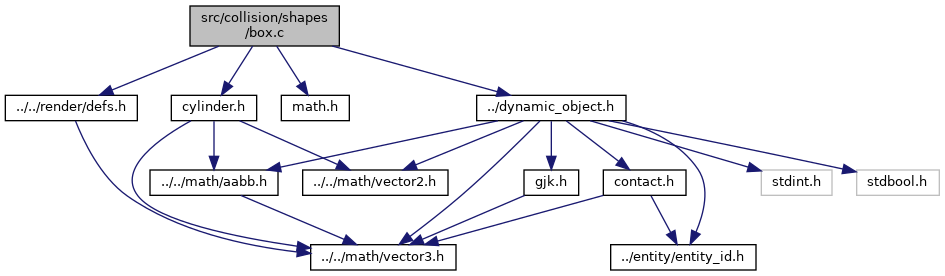 src/collision/shapes
/box.c
../../render/defs.h
cylinder.h
math.h
../dynamic_object.h
../../math/aabb.h
../../math/vector2.h
gjk.h
contact.h
stdint.h
stdbool.h
../../math/vector3.h
../entity/entity_id.h